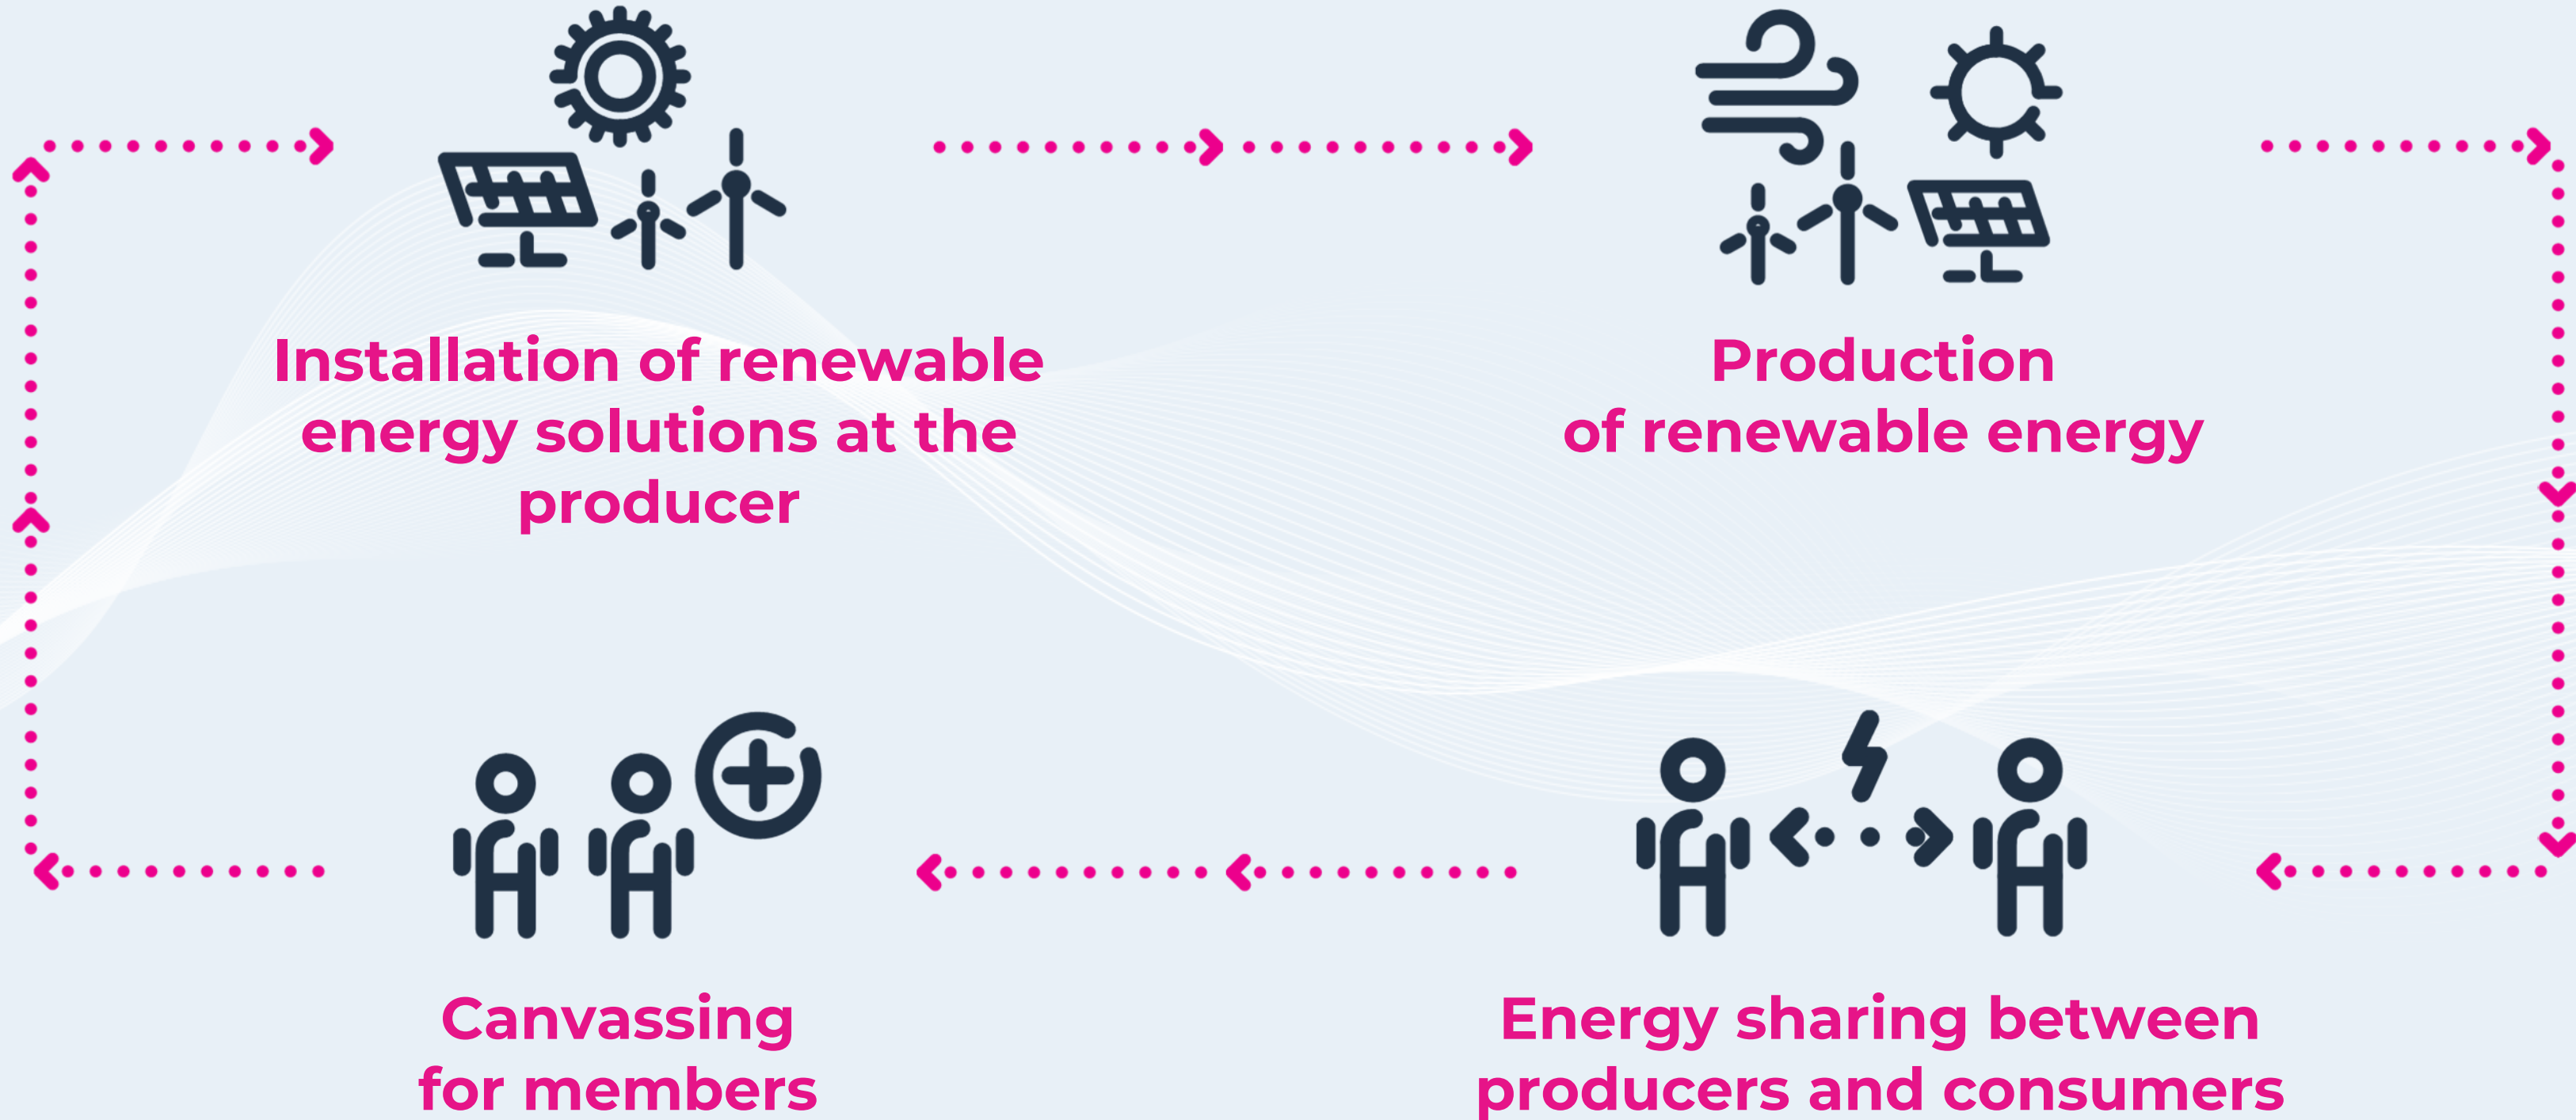 Installation of renewable
energy solutions at the
producer
Production
of renewable energy
Canvassing
for members
Energy sharing between
producers and consumers